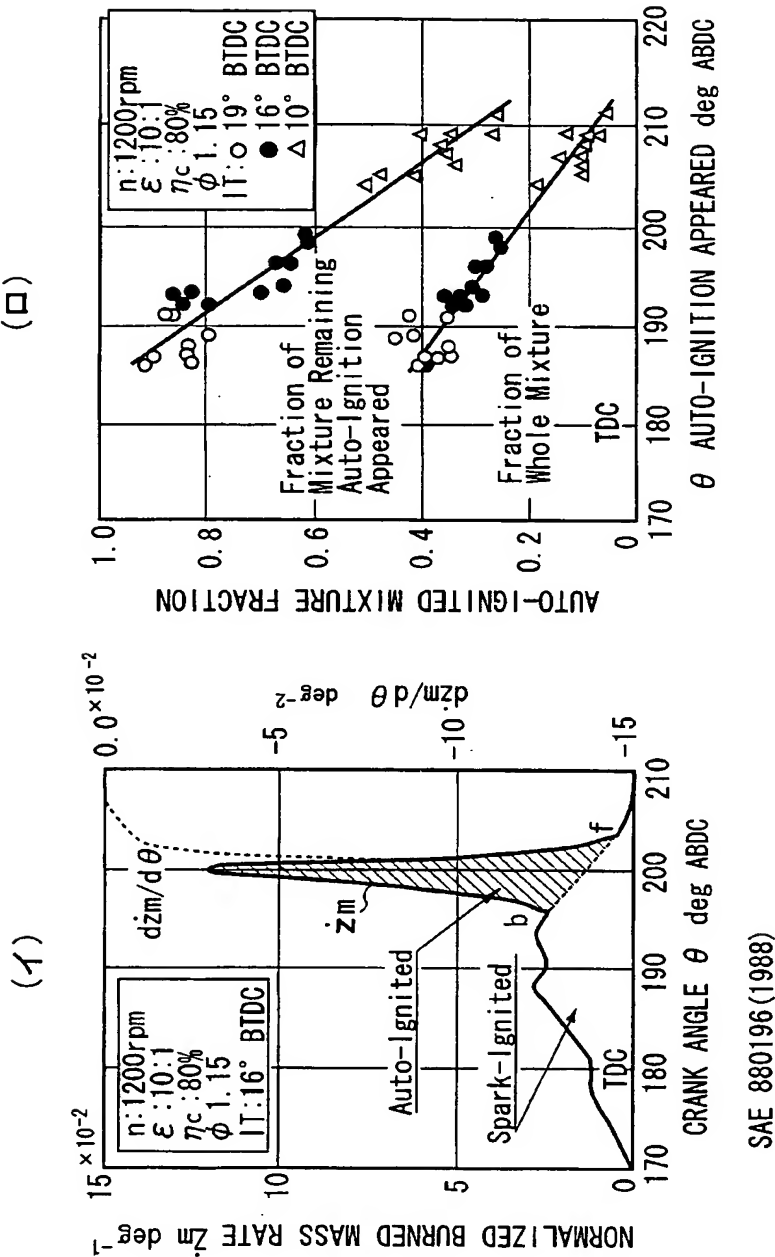 (イ)
×10⁻²
15
10
5
0
NORMALIZED BURNED MASS RATE Żm deg⁻¹
n:1200rpm
ε:10:1
ηc:80%
φ 1.15
IT:16° BTDC
dżm/dθ
żm
Auto-Ignited
Spark-Ignited
b
f
TDC
170
180
190
200
210
CRANK ANGLE θ deg ABDC
0.0×10⁻²
-5
-10
-15
dżm/dθ deg⁻²
SAE 880196(1988)
(ロ)
1.0
0.8
0.6
0.4
0.2
0
AUTO-IGNITED MIXTURE FRACTION
n:1200rpm
ε:10:1
ηc:80%
φ 1.15
IT:○ 19° BTDC
● 16° BTDC
△ 10° BTDC
Fraction of
Mixture Remaining
Auto-Ignition
Appeared
Fraction of
Whole Mixture
TDC
170
180
190
200
210
220
θ AUTO-IGNITION APPEARED deg ABDC